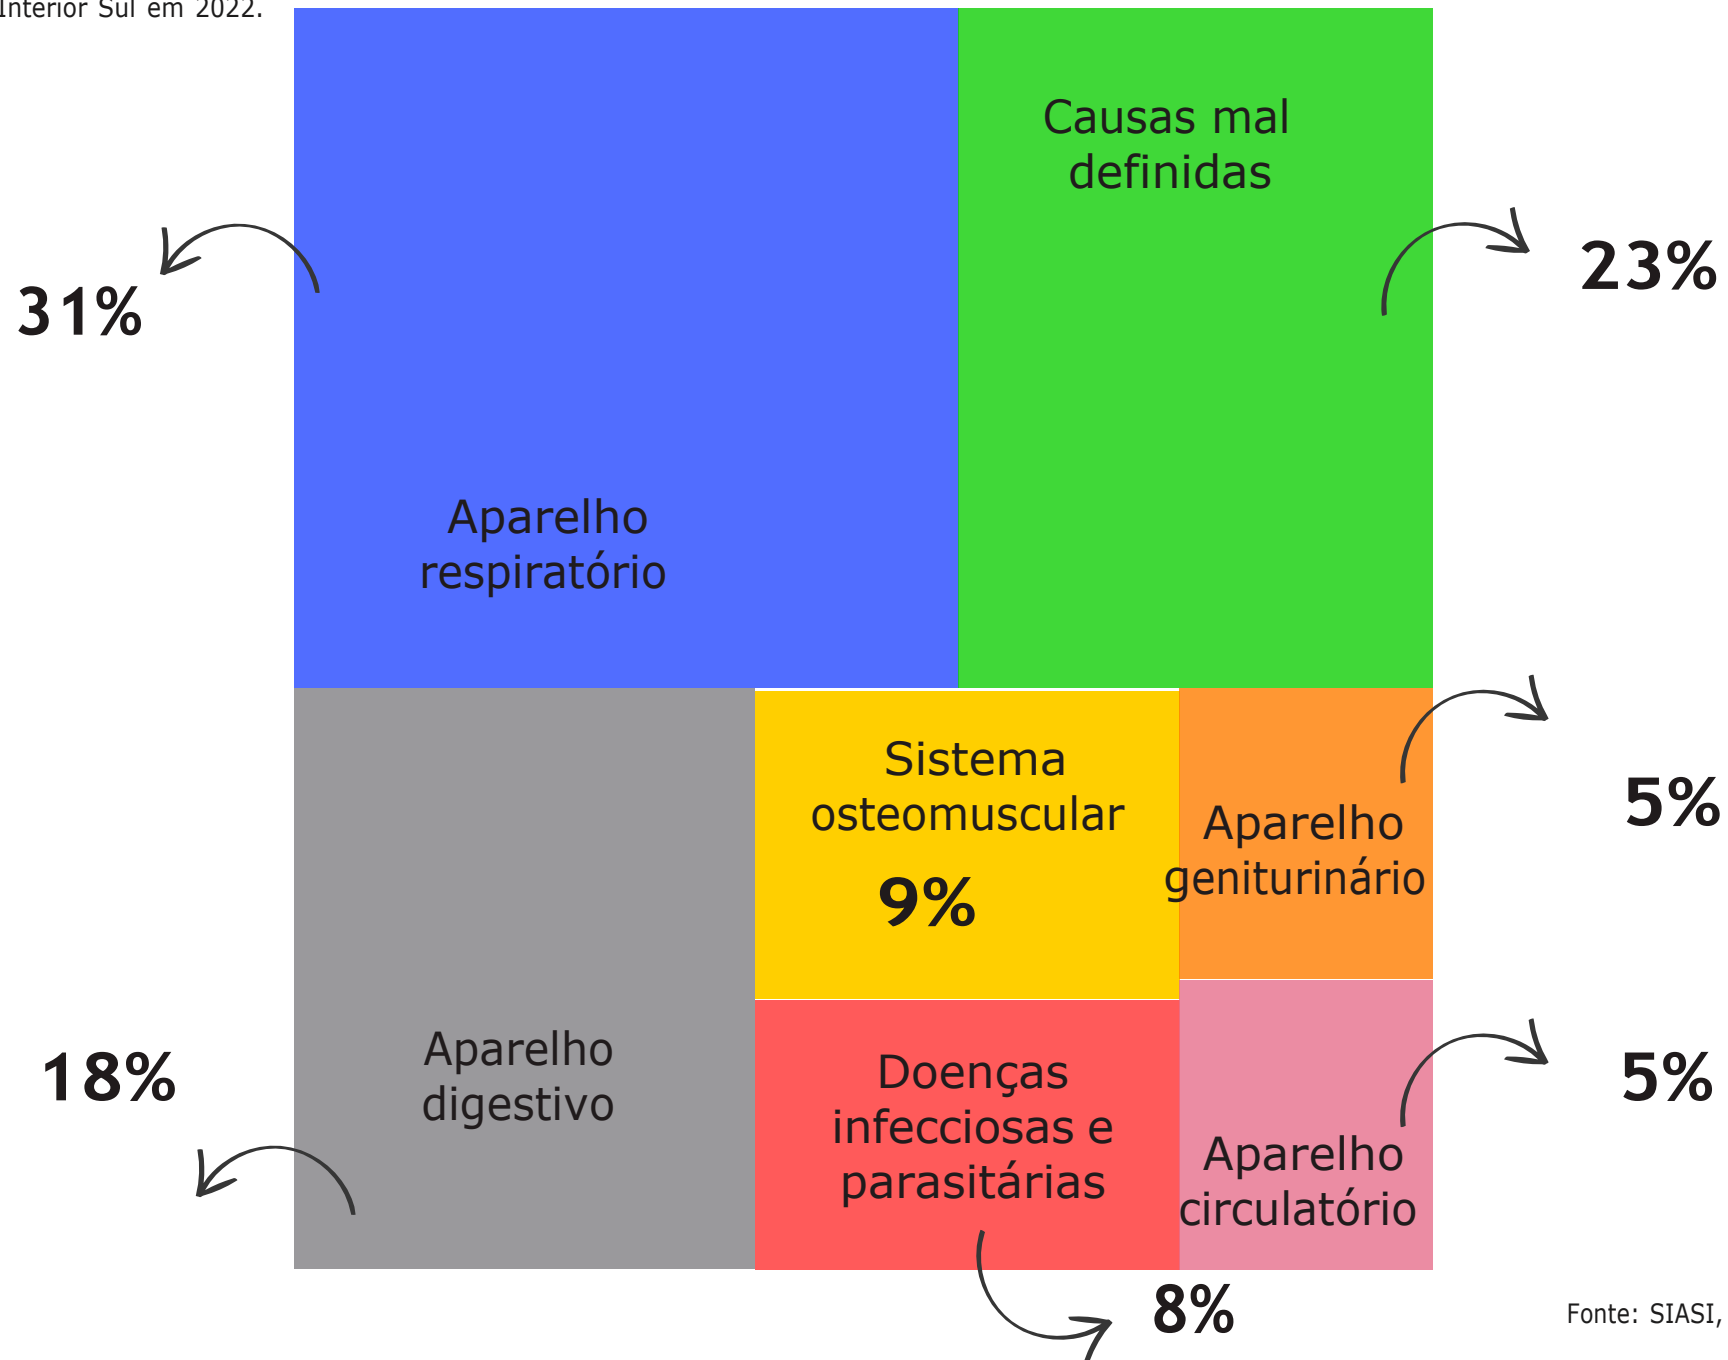 Interior Sul em 2022.
Causas mal
definidas
23%
31%
Aparelho
respiratório
Sistema
osteomuscular
9%
Aparelho
geniturinário
5%
Aparelho
digestivo
18%
Doenças
infecciosas e
parasitárias
8%
Aparelho
circulatório
5%
Fonte: SIASI,